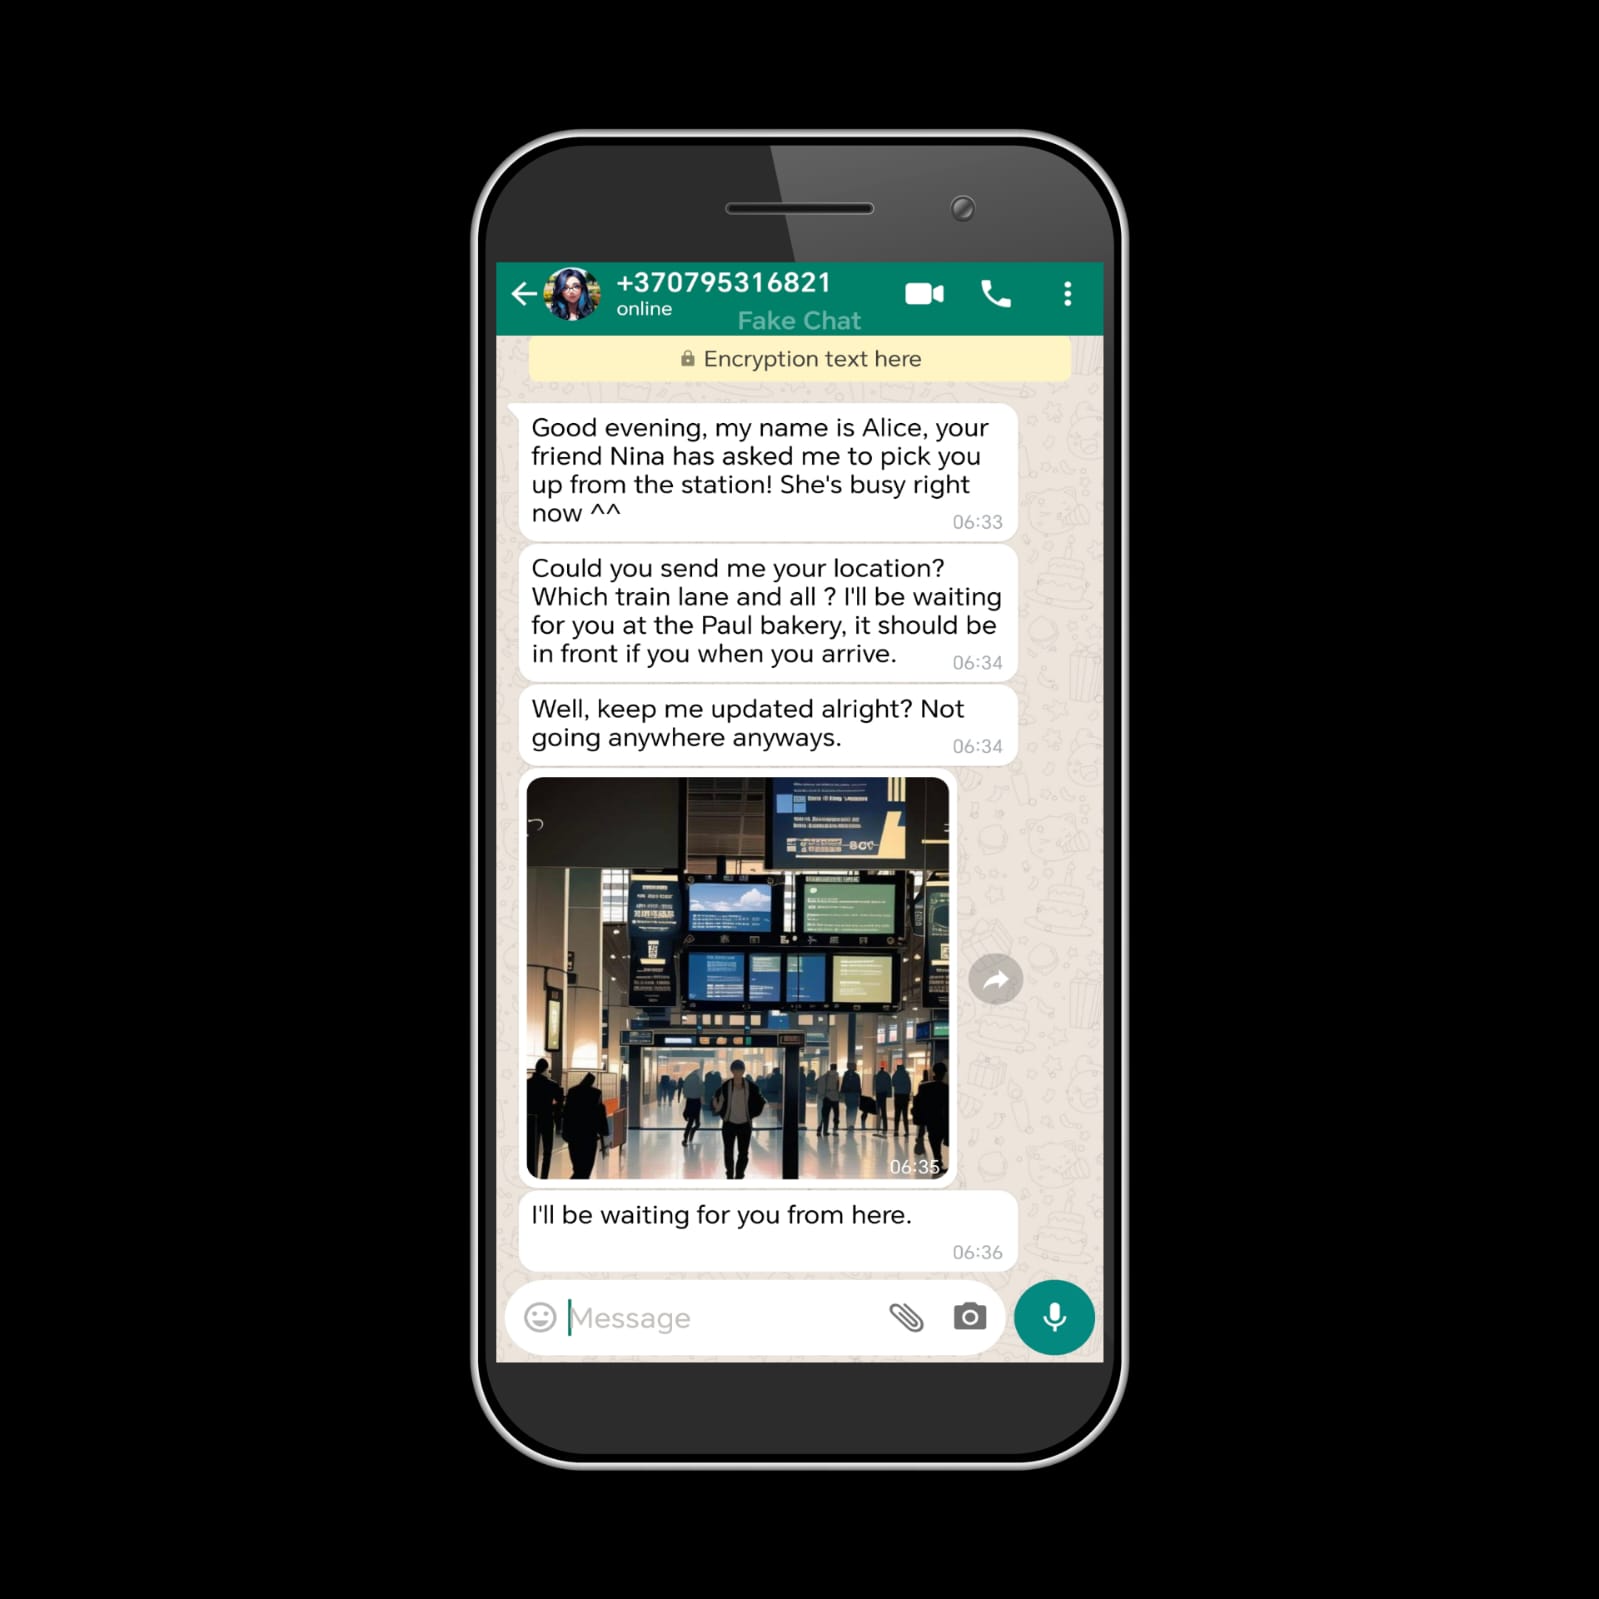 +370795316821
online
Fake Chat
Encryption text here
Good evening, my name is Alice, your
friend Nina has asked me to pick you
up from the station! She's busy right
now ^^
06:33
Could you send me your location?
Which train lane and all ? I'll be waiting
for you at the Paul bakery, it should be
in front if you when you arrive.
06:34
Well, keep me updated alright? Not
going anywhere anyways.
06:34
06:35
I'll be waiting for you from here.
06:36
Message